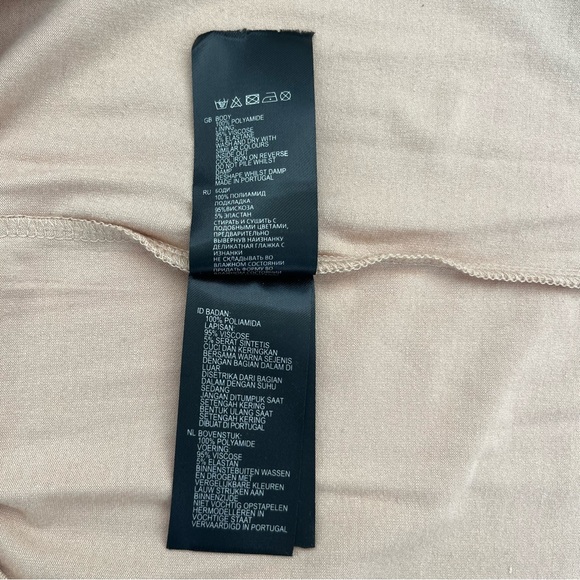 GB BODY
100% POLYAMIDE
LINING
95% VISCOSE
5% ELASTANE
WASH AND DRY WITH
SIMILAR COLOURS
INSIDE OUT
COOL IRON ON REVERSE
DO NOT PILE WHILST
DAMP
RESHAPE WHILST DAMP
MADE IN PORTUGAL
RU БОДИ
100% ПОЛИАМИД
ПОДКЛАДКА
95%ВИСКОЗА
5% ЭЛАСТАН
СТИРАТЬ И СУШИТЬ С
ПОДОБНЫМИ ЦВЕТАМИ,
ПРЕДВАРИТЕЛЬНО
ВЫВЕРНУВ НАИЗНАНКУ
ДЕЛИКАТНАЯ ГЛАЖКА С
ИЗНАНКИ
НЕ СКЛАДЫВАТЬ ВО
ВЛАЖНОМ СОСТОЯНИИ
ПРИДАТЬ ФОРМУ ВО
ID BADAN:
100% POLIAMIDA
LAPISAN:
95% VISCOSE
5% SERAT SINTETIS
CUCI DAN KERINGKAN
BERSAMA WARNA SEJENIS
DENGAN BAGIAN DALAM DI
LUAR
DISETRIKA DARI BAGIAN
DALAM DENGAN SUHU
SEDANG
JANGAN DITUMPUK SAAT
SETENGAH KERING
BENTUK ULANG SAAT
SETENGAH KERING
DIBUAT DI PORTUGAL
NL BOVENSTUK:
100% POLYAMIDE
VOERING
95% VISCOSE
5% ELASTAN
BINNENSTEBUITEN WASSEN
EN DROGEN MET
VERGELIJKBARE KLEUREN
LAUW STRIJKEN AAN
BINNENZIJDE
NIET VOCHTIG OPSTAPELEN
HERMODELLEREN IN
VOCHTIGE STAAT
VERVAARDIGD IN PORTUGAL